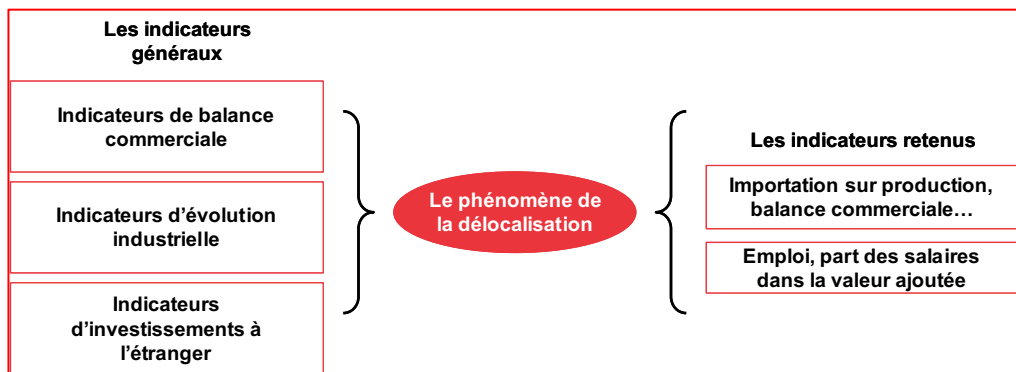 Les indicateurs
généraux
Indicateurs de balance
commerciale
Indicateurs d'évolution
industrielle
Indicateurs
d'investissements à
l'étranger
Le phénomène de
la délocalisation
Les indicateurs retenus
Importation sur production,
balance commerciale…
Emploi, part des salaires
dans la valeur ajoutée